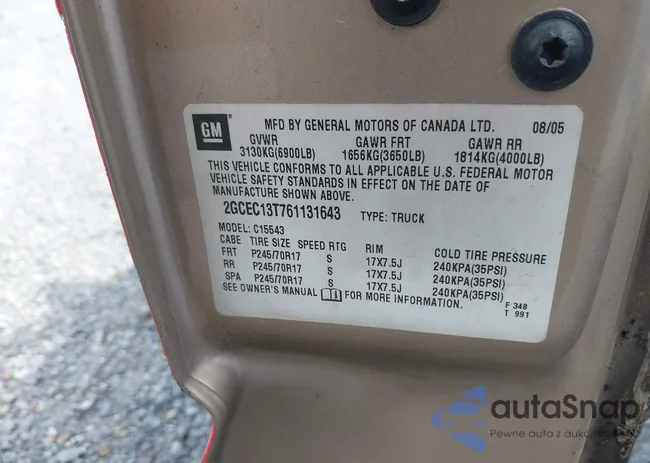 GM
MFD BY GENERAL MOTORS OF CANADA LTD. 08/05
GVWR GAWR FRT GAWR RR
3130KG(6900LB) 1656KG(3650LB) 1814KG(4000LB)
THIS VEHICLE CONFORMS TO ALL APPLICABLE U.S. FEDERAL MOTOR
VEHICLE SAFETY STANDARDS IN EFFECT ON THE DATE OF
MANUFACTURE SHOWN ABOVE.
2GCEC13T761131643 TYPE: TRUCK
MODEL: C15543
CABE TIRE SIZE SPEED RTG RIM COLD TIRE PRESSURE
FRT P245/70R17 S 17X7.5J 240KPA(35PSI)
RR P245/70R17 S 17X7.5J 240KPA(35PSI)
SPA P245/70R17 S 17X7.5J 240KPA(35PSI)
SEE OWNER'S MANUAL FOR MORE INFORMATION.
F 348
T 991
autaSnap
Pewne auta z aukcji